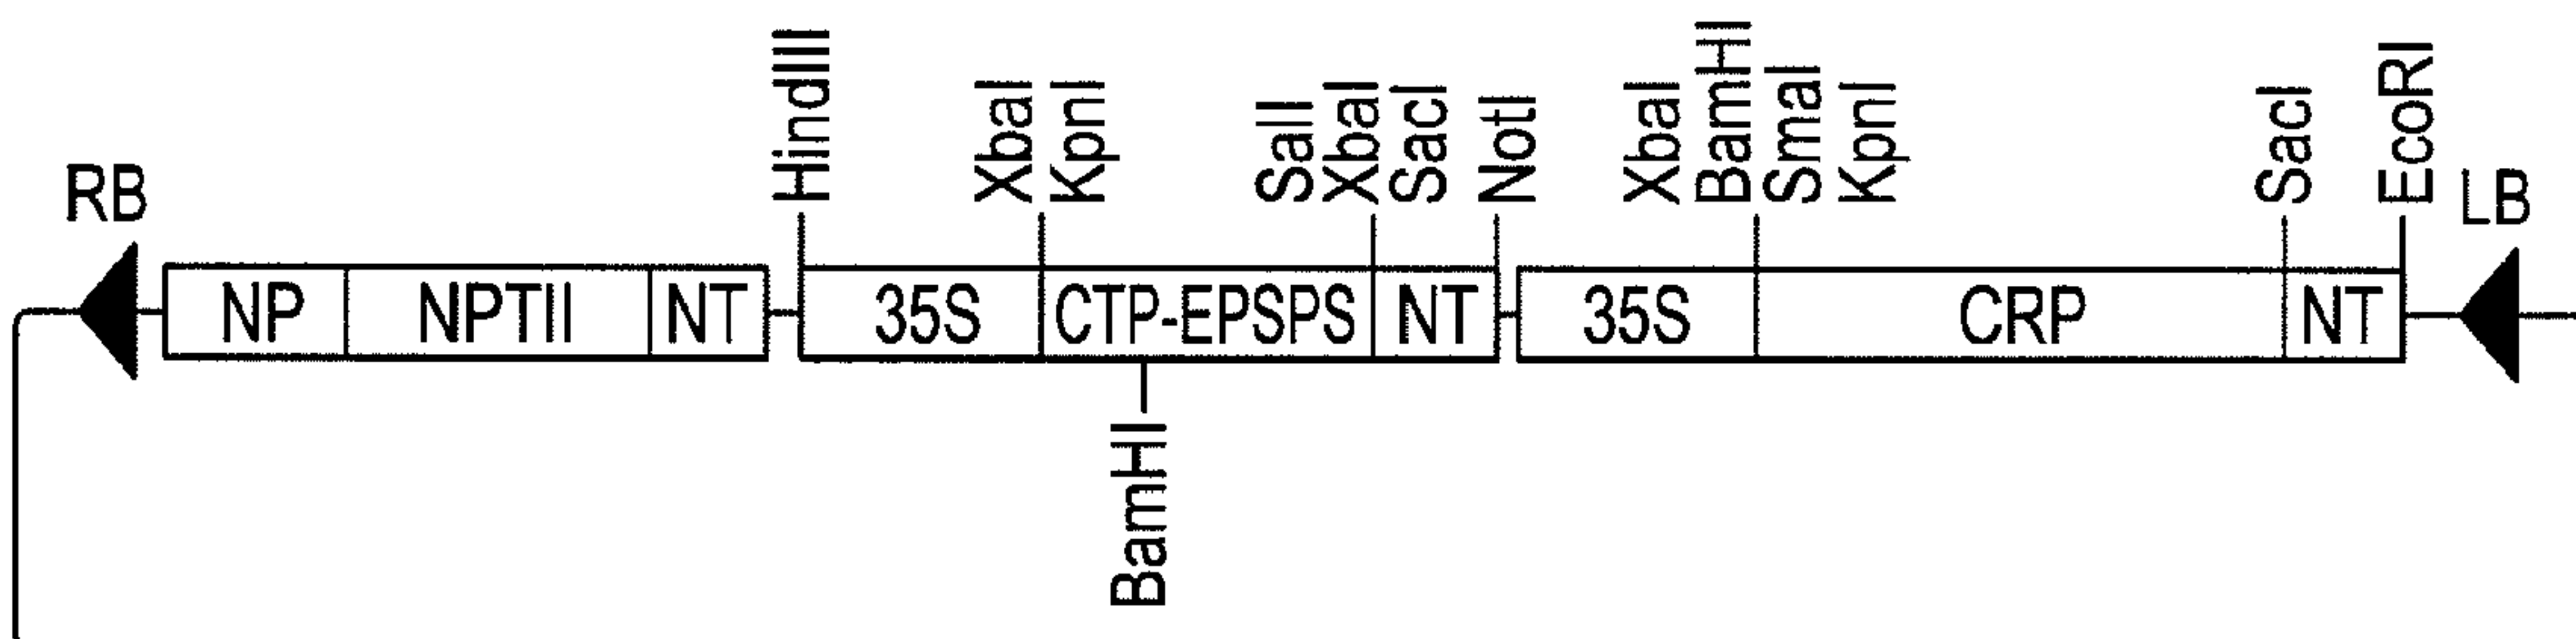 RB
HindIII
XbaI
KpnI
SalI
XbaI
SacI
NotI
XbaI
BamHI
SmaI
KpnI
SacI
EcoRI
LB
NP
NPTII
NT
35S
CTP-EPSPS
NT
35S
CRP
NT
BamHI